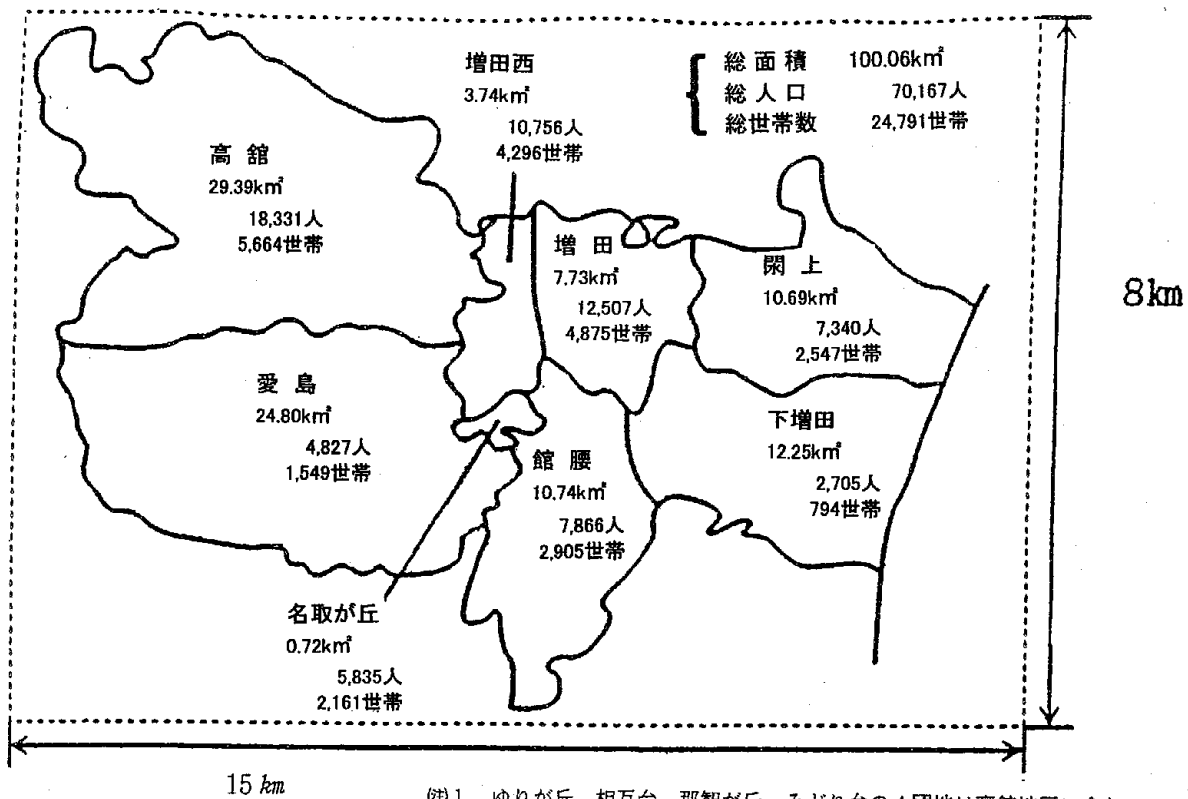 増田西
3.74k㎡
10,756人
4,296世帯
総面積 100.06k㎡
総人口 70,167人
総世帯数 24,791世帯
高舘
29.39k㎡
18,331人
5,664世帯
増田
7.73k㎡
12,507人
4,875世帯
閖上
10.69k㎡
7,340人
2,547世帯
8km
愛島
24.80k㎡
4,827人
1,549世帯
下増田
12.25k㎡
2,705人
794世帯
館腰
10.74k㎡
7,866人
2,905世帯
名取が丘
0.72k㎡
5,835人
2,161世帯
15km